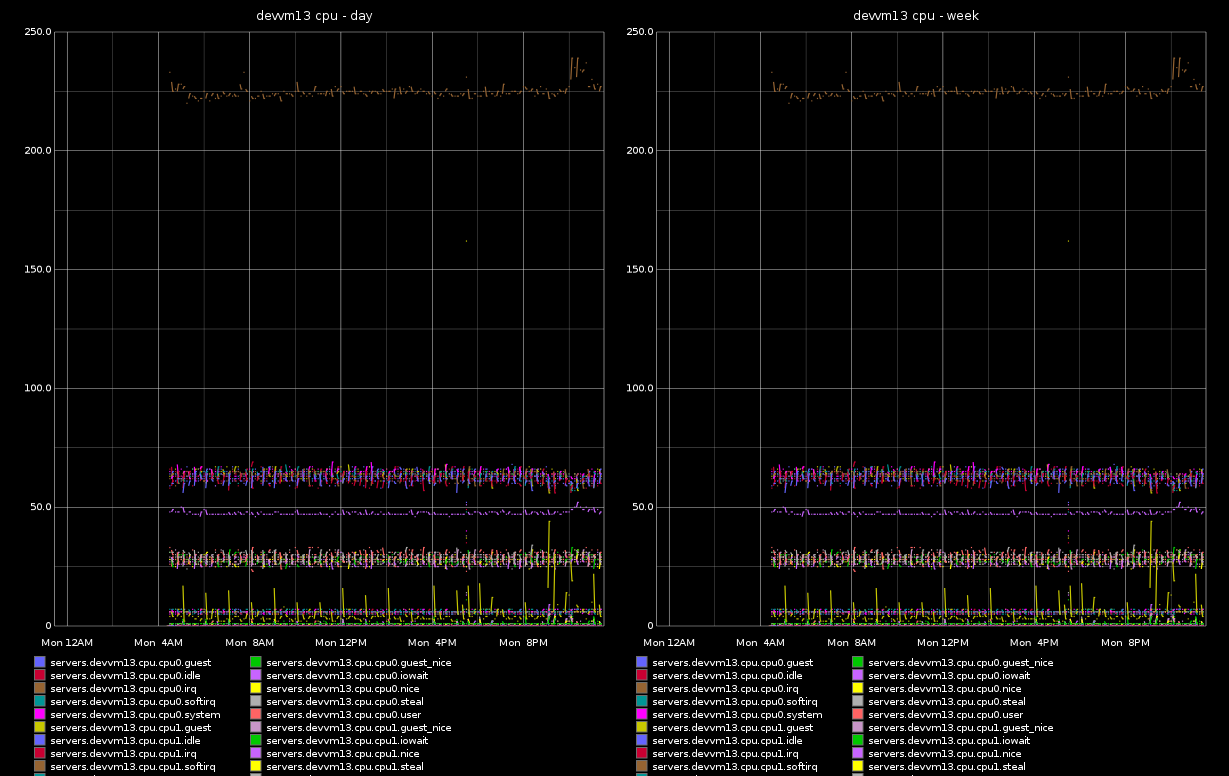 devvm13 cpu - day
250.0
200.0
150.0
100.0
50.0
0
Mon 12AM Mon 4AM Mon 8AM Mon 12PM Mon 4PM Mon 8PM
servers.devvm13.cpu.cpu0.guest servers.devvm13.cpu.cpu0.guest_nice
servers.devvm13.cpu.cpu0.idle servers.devvm13.cpu.cpu0.iowait
servers.devvm13.cpu.cpu0.irq servers.devvm13.cpu.cpu0.nice
servers.devvm13.cpu.cpu0.softirq servers.devvm13.cpu.cpu0.steal
servers.devvm13.cpu.cpu0.system servers.devvm13.cpu.cpu0.user
servers.devvm13.cpu.cpu1.guest servers.devvm13.cpu.cpu1.guest_nice
servers.devvm13.cpu.cpu1.idle servers.devvm13.cpu.cpu1.iowait
servers.devvm13.cpu.cpu1.irq servers.devvm13.cpu.cpu1.nice
servers.devvm13.cpu.cpu1.softirq servers.devvm13.cpu.cpu1.steal
devvm13 cpu - week
250.0
200.0
150.0
100.0
50.0
0
Mon 12AM Mon 4AM Mon 8AM Mon 12PM Mon 4PM Mon 8PM
servers.devvm13.cpu.cpu0.guest servers.devvm13.cpu.cpu0.guest_nice
servers.devvm13.cpu.cpu0.idle servers.devvm13.cpu.cpu0.iowait
servers.devvm13.cpu.cpu0.irq servers.devvm13.cpu.cpu0.nice
servers.devvm13.cpu.cpu0.softirq servers.devvm13.cpu.cpu0.steal
servers.devvm13.cpu.cpu0.system servers.devvm13.cpu.cpu0.user
servers.devvm13.cpu.cpu1.guest servers.devvm13.cpu.cpu1.guest_nice
servers.devvm13.cpu.cpu1.idle servers.devvm13.cpu.cpu1.iowait
servers.devvm13.cpu.cpu1.irq servers.devvm13.cpu.cpu1.nice
servers.devvm13.cpu.cpu1.softirq servers.devvm13.cpu.cpu1.steal